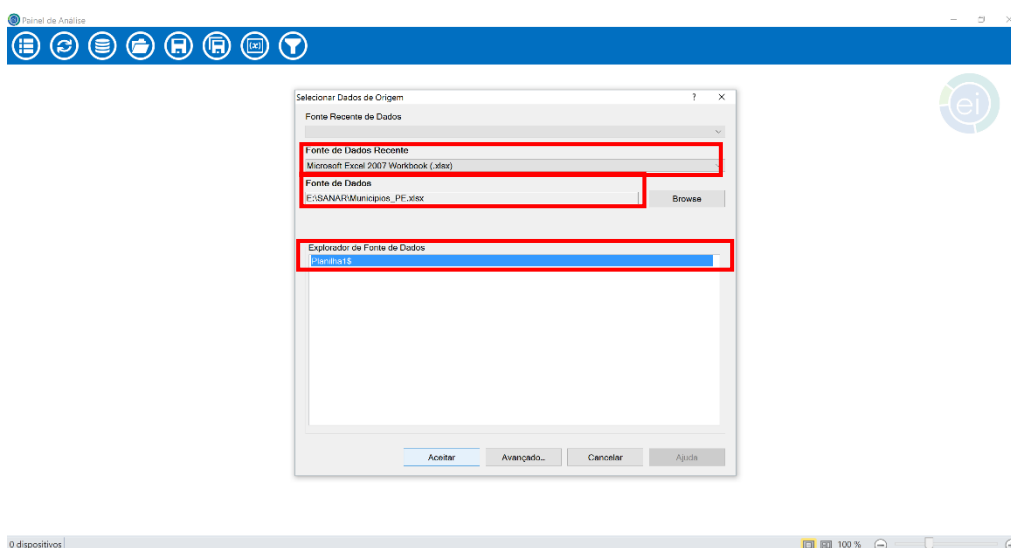 Painel de Análise
ei
Selecionar Dados de Origem
Fonte Recente de Dados
Fonte de Dados Recente
Microsoft Excel 2007 Workbook (.xlsx)
Fonte de Dados
E:\SANAR\Municipios_PE.xlsx
Browse
Explorador de Fonte de Dados
Planilha1$
Aceitar
Avançado...
Cancelar
Ajuda
0 dispositivos
100 %